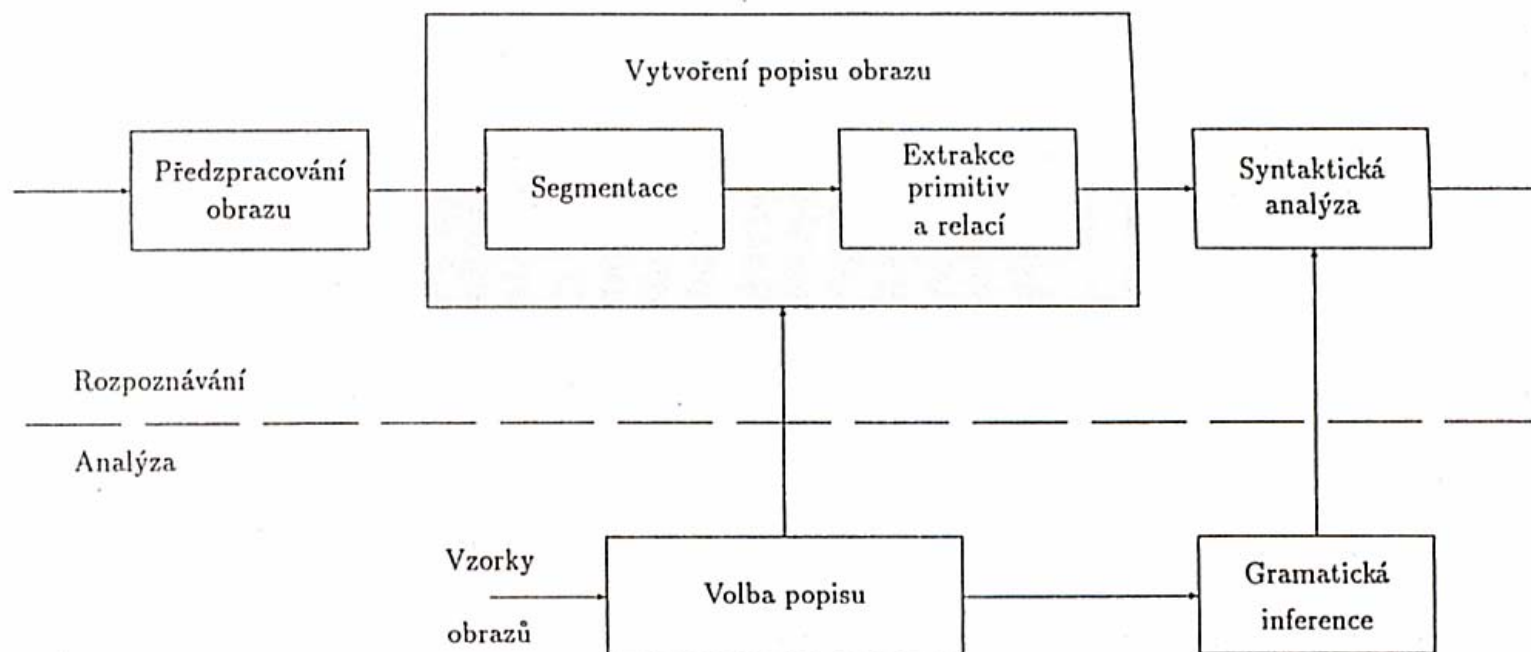 Vytvoření popisu obrazu
Předzpracování
obrazu
Segmentace
Extrakce
primitiv
a relací
Syntaktická
analýza
Rozpoznávání
Analýza
Vzorky
obrazů
Volba popisu
Gramatická
inference